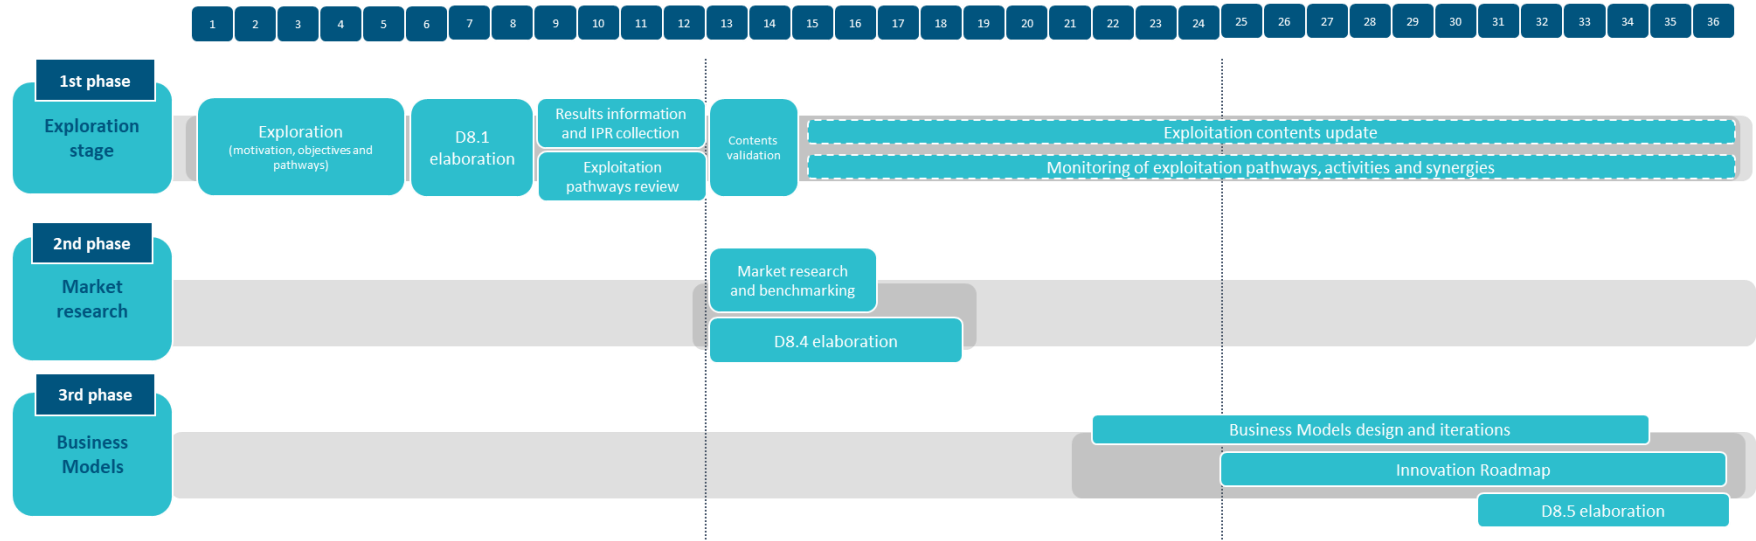 1 2 3 4 5 6 7 8 9 10 11 12 13 14 15 16 17 18 19 20 21 22 23 24 25 26 27 28 29 30 31 32 33 34 35 36
1st phase
Exploration
stage
Exploration
(motivation, objectives and
pathways)
D8.1
elaboration
Results information
and IPR collection
Exploitation
pathways review
Contents
validation
Exploitation contents update
Monitoring of exploitation pathways, activities and synergies
2nd phase
Market
research
Market research
and benchmarking
D8.4 elaboration
3rd phase
Business
Models
Business Models design and iterations
Innovation Roadmap
D8.5 elaboration